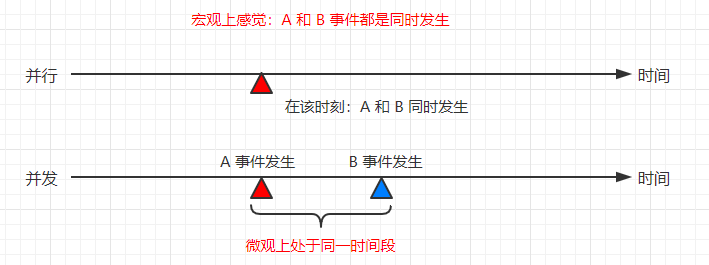 宏观上感觉：A 和 B 事件都是同时发生
并行
时间
在该时刻：A 和 B 同时发生
A 事件发生
B 事件发生
并发
时间
微观上处于同一时间段